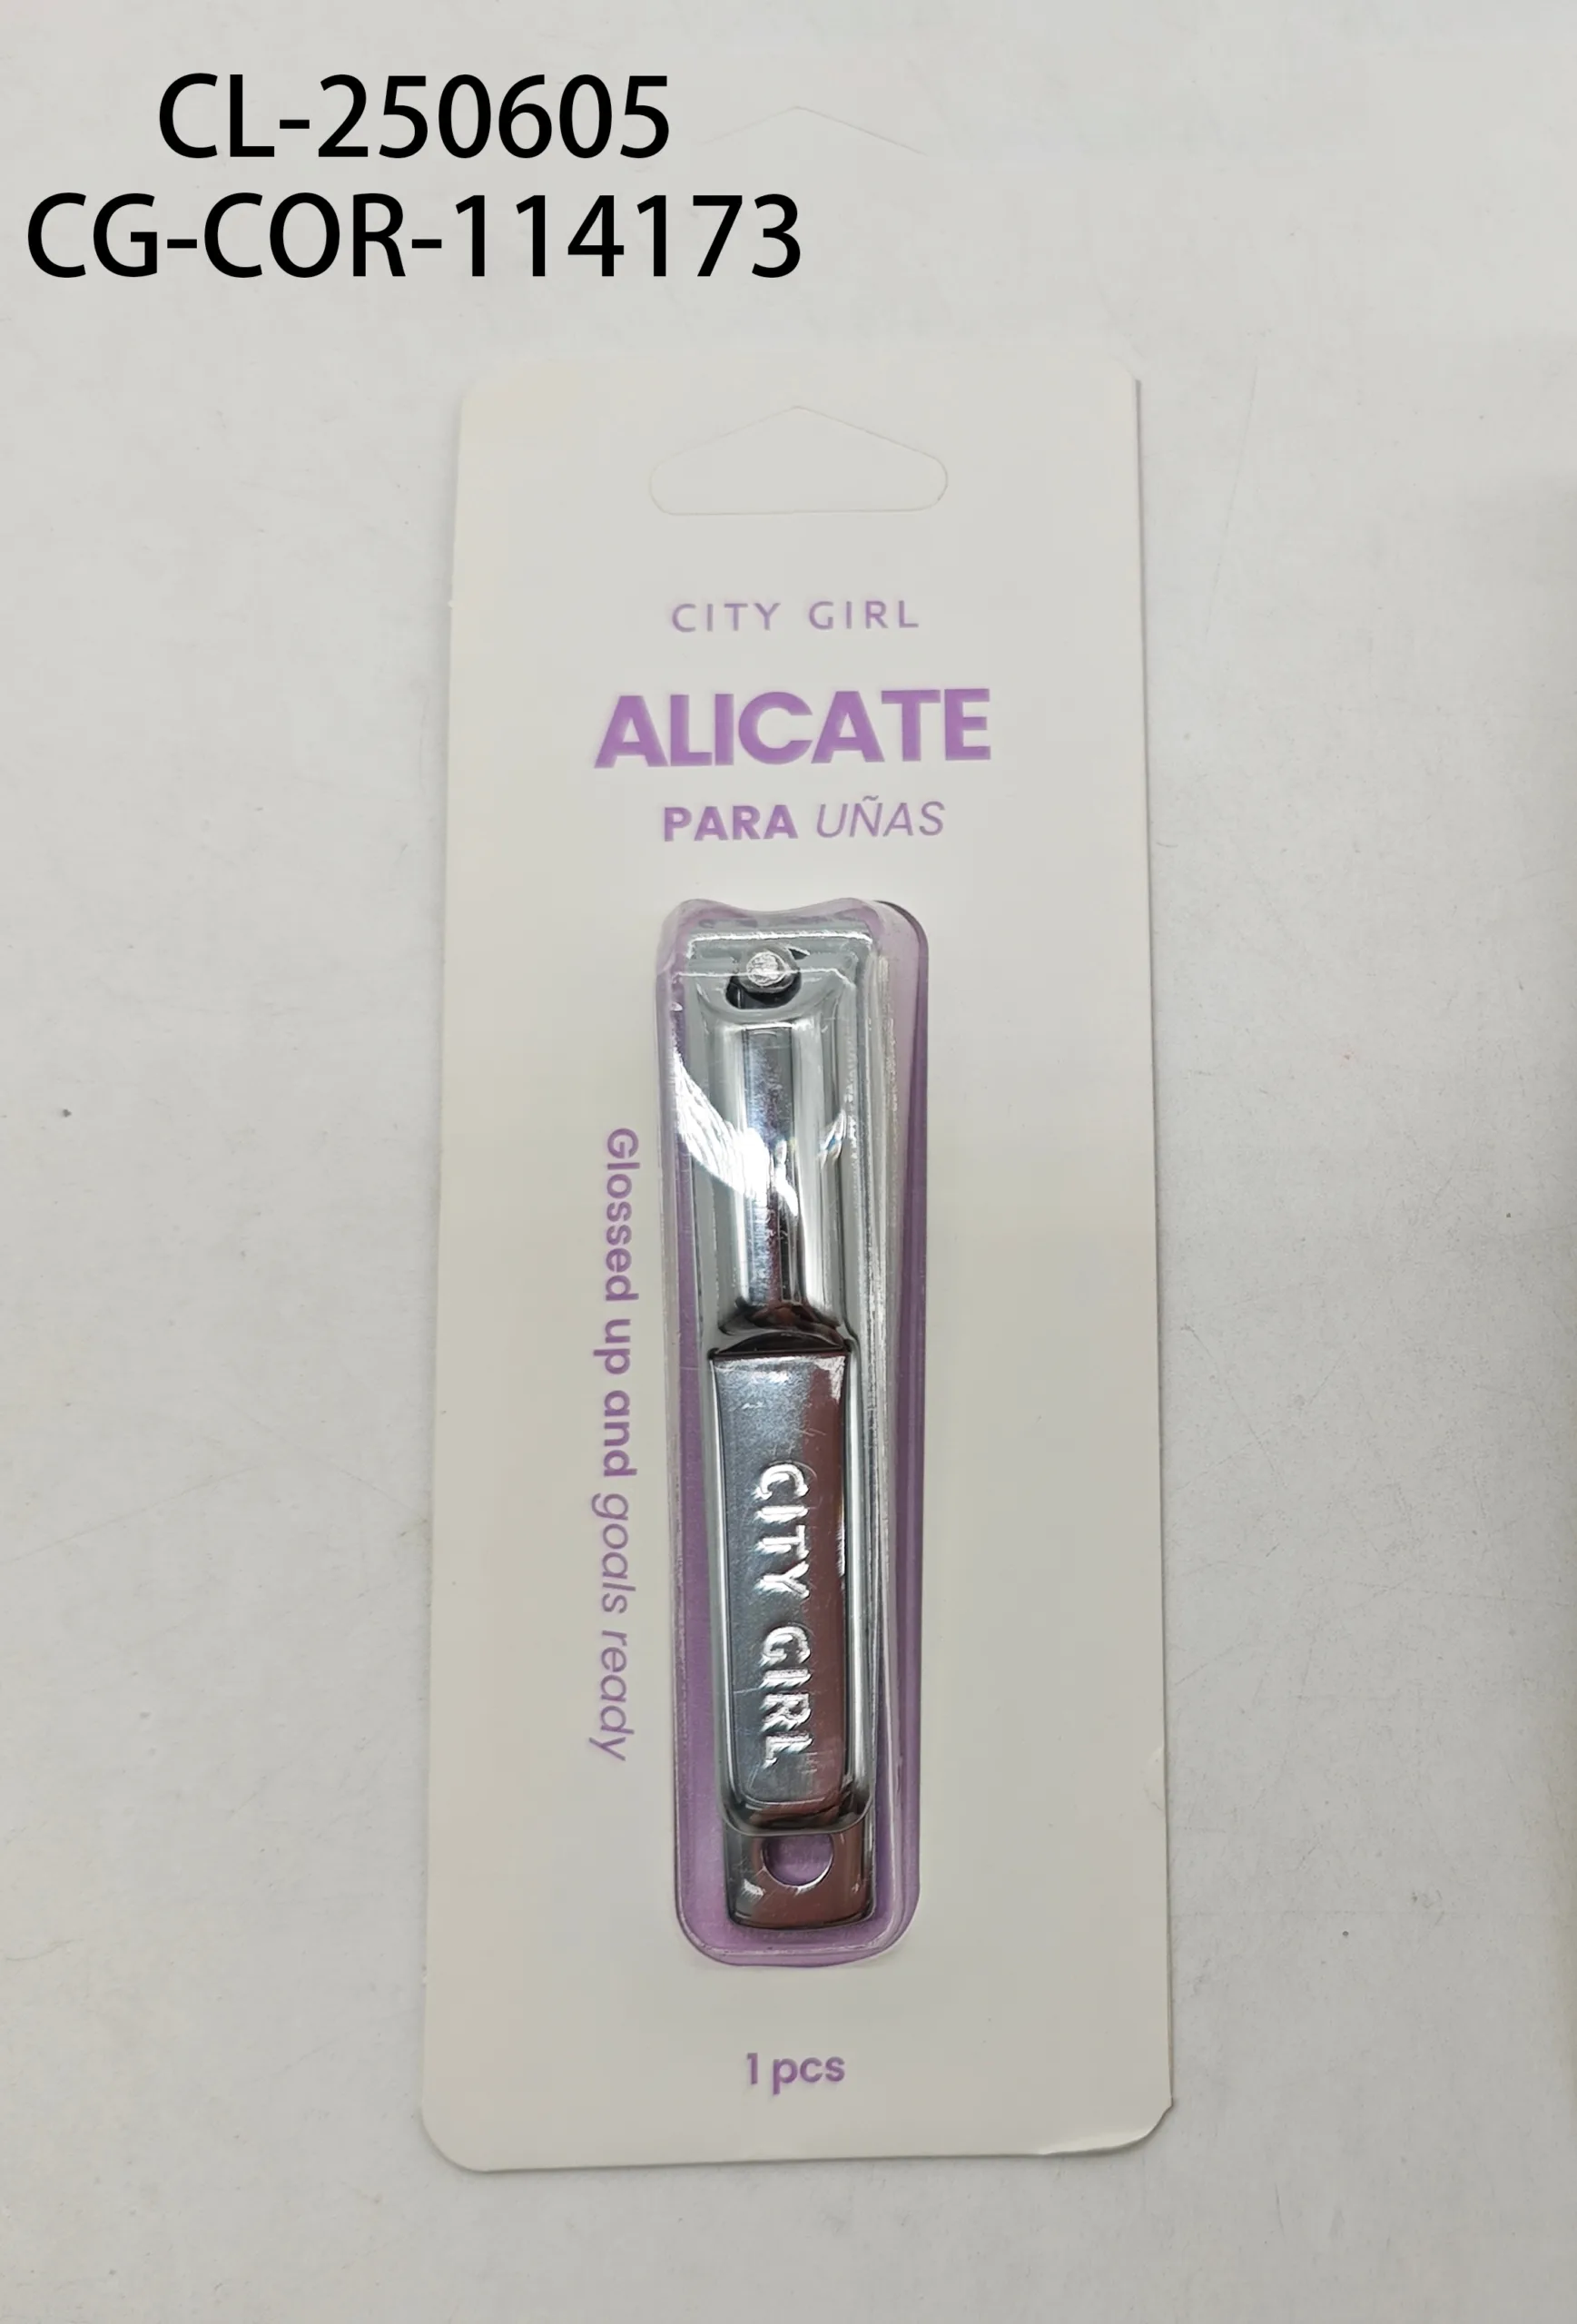 CL-250605
CG-COR-114173
CITY GIRL
ALICATE
PARA UÑAS
Glossed up and goals ready
CITY GIRL
1 pcs